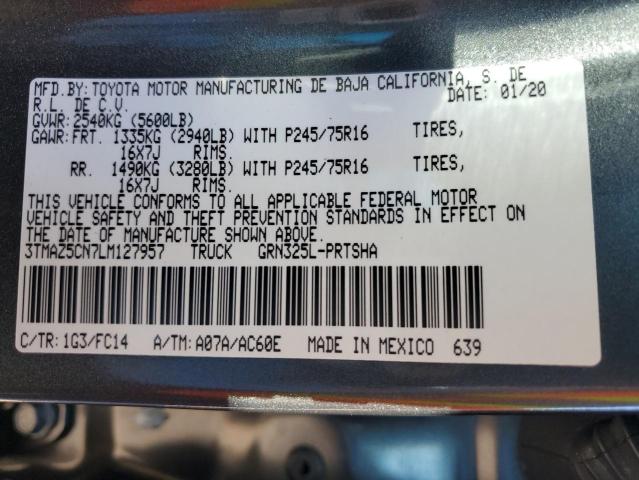 MFD.BY:TOYOTA MOTOR MANUFACTURING DE BAJA CALIFORNIA, S. DE
R.L. DE C.V. DATE: 01/20
GVWR:2540KG (5600LB)
GAWR:FRT. 1335KG (2940LB) WITH P245/75R16 TIRES,
16X7J RIMS.
RR. 1490KG (3280LB) WITH P245/75R16 TIRES,
16X7J RIMS.
THIS VEHICLE CONFORMS TO ALL APPLICABLE FEDERAL MOTOR
VEHICLE SAFETY AND THEFT PREVENTION STANDARDS IN EFFECT ON
THE DATE OF MANUFACTURE SHOWN ABOVE.
3TMAZ5CN7LM127957 TRUCK GRN325L-PRTSHA
C/TR:1G3/FC14 A/TM:A07A/AC60E MADE IN MEXICO 639